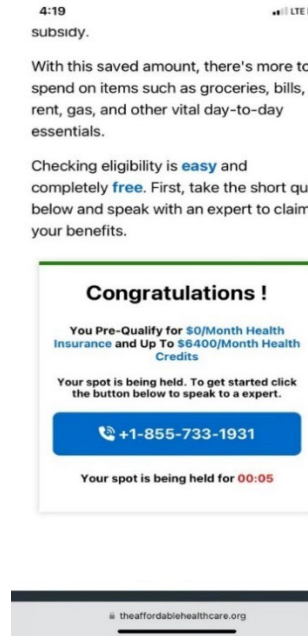 4:19
LTE
subsidy.
With this saved amount, there's more to
spend on items such as groceries, bills,
rent, gas, and other vital day-to-day
essentials.
Checking eligibility is easy and
completely free. First, take the short qu
below and speak with an expert to claim
your benefits.
Congratulations !
You Pre-Qualify for $0/Month Health
Insurance and Up To $6400/Month Health
Credits
Your spot is being held. To get started click
the button below to speak to a expert.
+1-855-733-1931
Your spot is being held for 00:05
theaffordablehealthcare.org